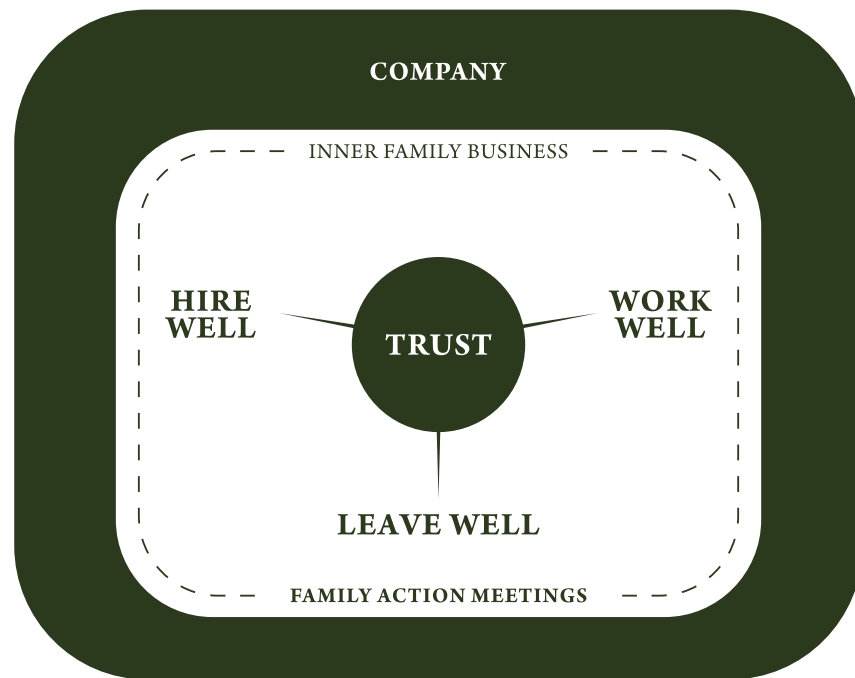 COMPANY
INNER FAMILY BUSINESS
HIRE
WELL
TRUST
WORK
WELL
LEAVE WELL
FAMILY ACTION MEETINGS